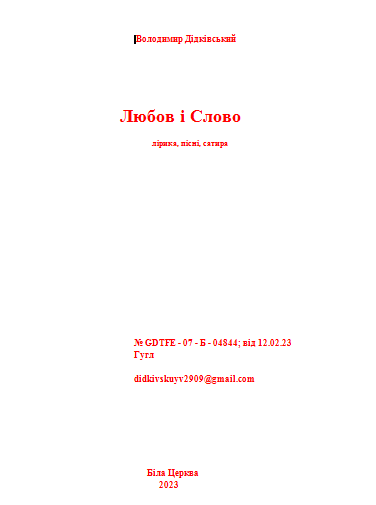 Володимир Дідківський
Любов і Слово
лірика, пісні, сатира
№ GDTFE - 07 - Б - 04844; від 12.02.23
Гугл
didkivskuyv2909@gmail.com
Біла Церква
2023